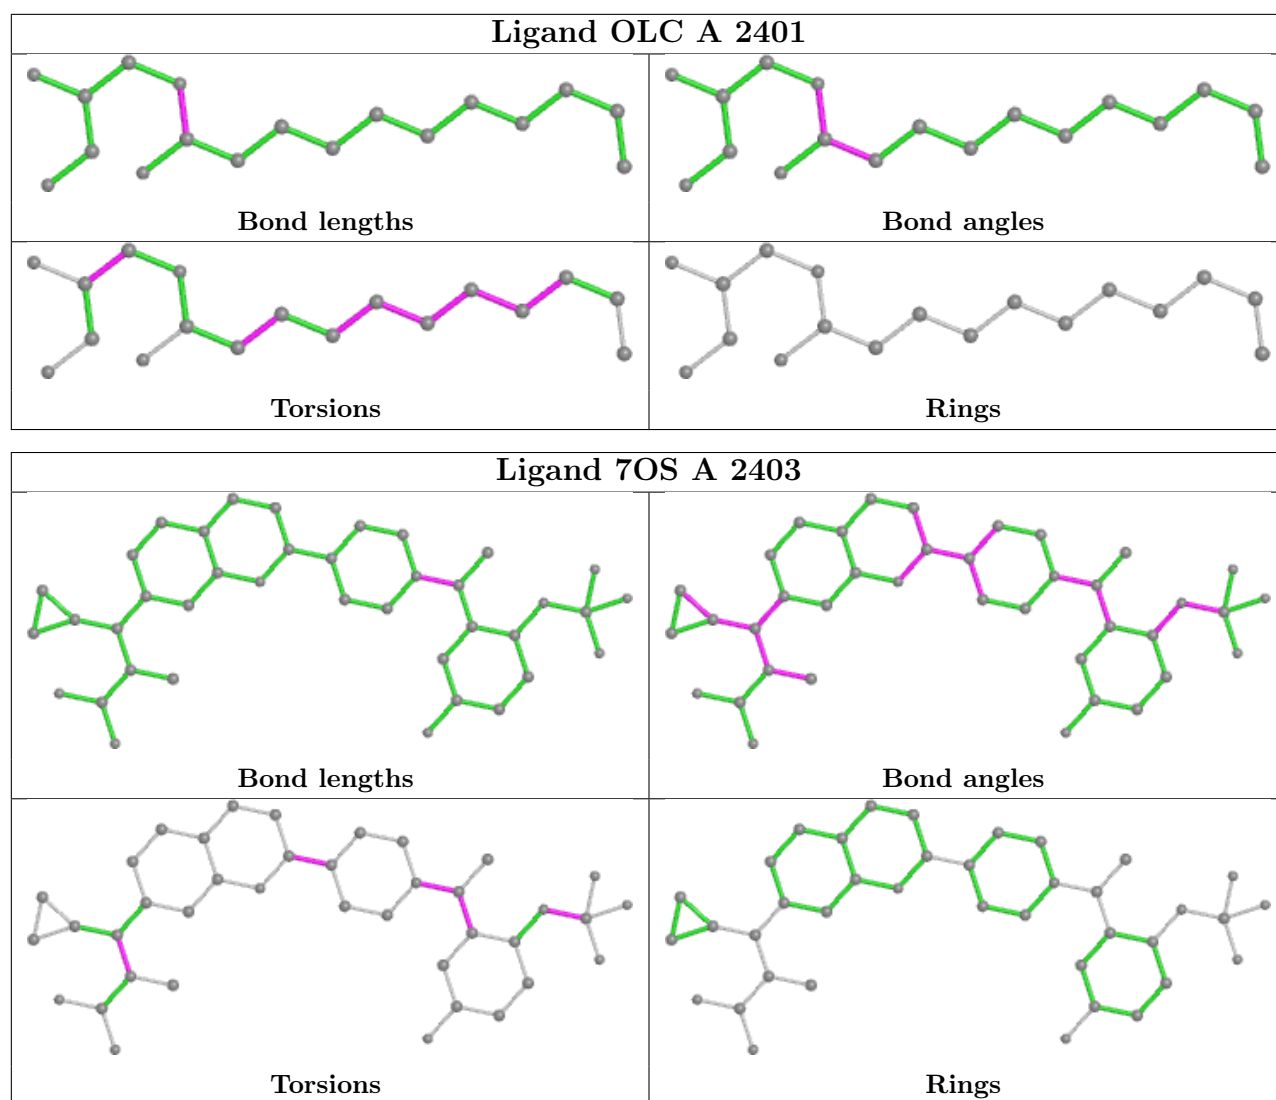 Ligand OLC A 2401
Bond lengths
Bond angles
Torsions
Rings
Ligand 7OS A 2403
Bond lengths
Bond angles
Torsions
Rings